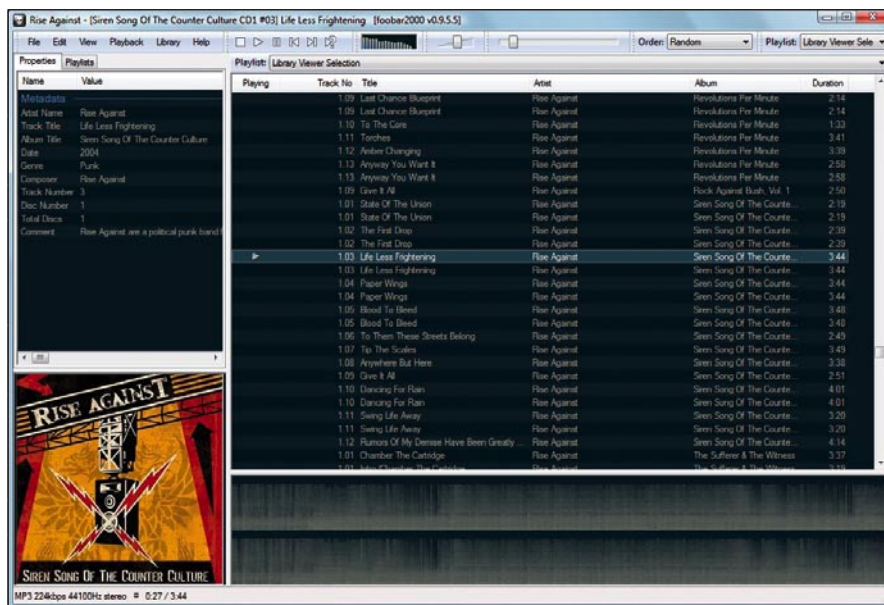 Rise Against - [Siren Song Of The Counter Culture CD1 #03] Life Less Frightening   [foobar2000 v0.9.5.5]
File Edit View Playback Library Help Order: Random Playlist: Library Viewer Sele
Properties Playlists
Playlist: Library Viewer Selection
Name Value
Metadata
Artist Name Rise Against
Track Title Life Less Frightening
Album Title Siren Song Of The Counter Culture
Date 2004
Genre Punk
Composer Rise Against
Track Number 3
Disc Number 1
Total Discs 1
Comment Rise Against are a political punk band f
Playing Track No Title Artist Album Duration
1.09 Last Chance Blueprint Rise Against Revolutions Per Minute 2:14
1.09 Last Chance Blueprint Rise Against Revolutions Per Minute 2:14
1.10 To The Core Rise Against Revolutions Per Minute 1:33
1.11 Torches Rise Against Revolutions Per Minute 3:41
1.12 Amber Changing Rise Against Revolutions Per Minute 3:39
1.13 Anyway You Want It Rise Against Revolutions Per Minute 2:58
1.13 Anyway You Want It Rise Against Revolutions Per Minute 2:58
1.09 Give It All Rise Against Rock Against Bush, Vol. 1 2:50
1.01 State Of The Union Rise Against Siren Song Of The Counte... 2:19
1.01 State Of The Union Rise Against Siren Song Of The Counte... 2:19
1.02 The First Drop Rise Against Siren Song Of The Counte... 2:39
1.02 The First Drop Rise Against Siren Song Of The Counte... 2:39
1.03 Life Less Frightening Rise Against Siren Song Of The Counte... 3:44
1.03 Life Less Frightening Rise Against Siren Song Of The Counte... 3:44
1.04 Paper Wings Rise Against Siren Song Of The Counte... 3:44
1.04 Paper Wings Rise Against Siren Song Of The Counte... 3:44
1.05 Blood To Bleed Rise Against Siren Song Of The Counte... 3:48
1.05 Blood To Bleed Rise Against Siren Song Of The Counte... 3:48
1.06 To Them These Streets Belong Rise Against Siren Song Of The Counte... 2:49
1.07 Tip The Scales Rise Against Siren Song Of The Counte... 3:49
1.08 Anywhere But Here Rise Against Siren Song Of The Counte... 3:38
1.09 Give It All Rise Against Siren Song Of The Counte... 2:51
1.10 Dancing For Rain Rise Against Siren Song Of The Counte... 4:01
1.10 Dancing For Rain Rise Against Siren Song Of The Counte... 4:01
1.11 Swing Life Away Rise Against Siren Song Of The Counte... 3:20
1.11 Swing Life Away Rise Against Siren Song Of The Counte... 3:20
1.12 Rumors Of My Demise Have Been Greatly ... Rise Against Siren Song Of The Counte... 4:14
1.01 Chamber The Cartridge Rise Against The Sufferer & The Witness 3:37
1.01 Intro/Chamber The Cartridge Rise Against The Sufferer & The Witness 3:19
RISE AGAINST
SIREN SONG OF THE COUNTER CULTURE
MP3 224kbps 44100Hz stereo 0:27 / 3:44